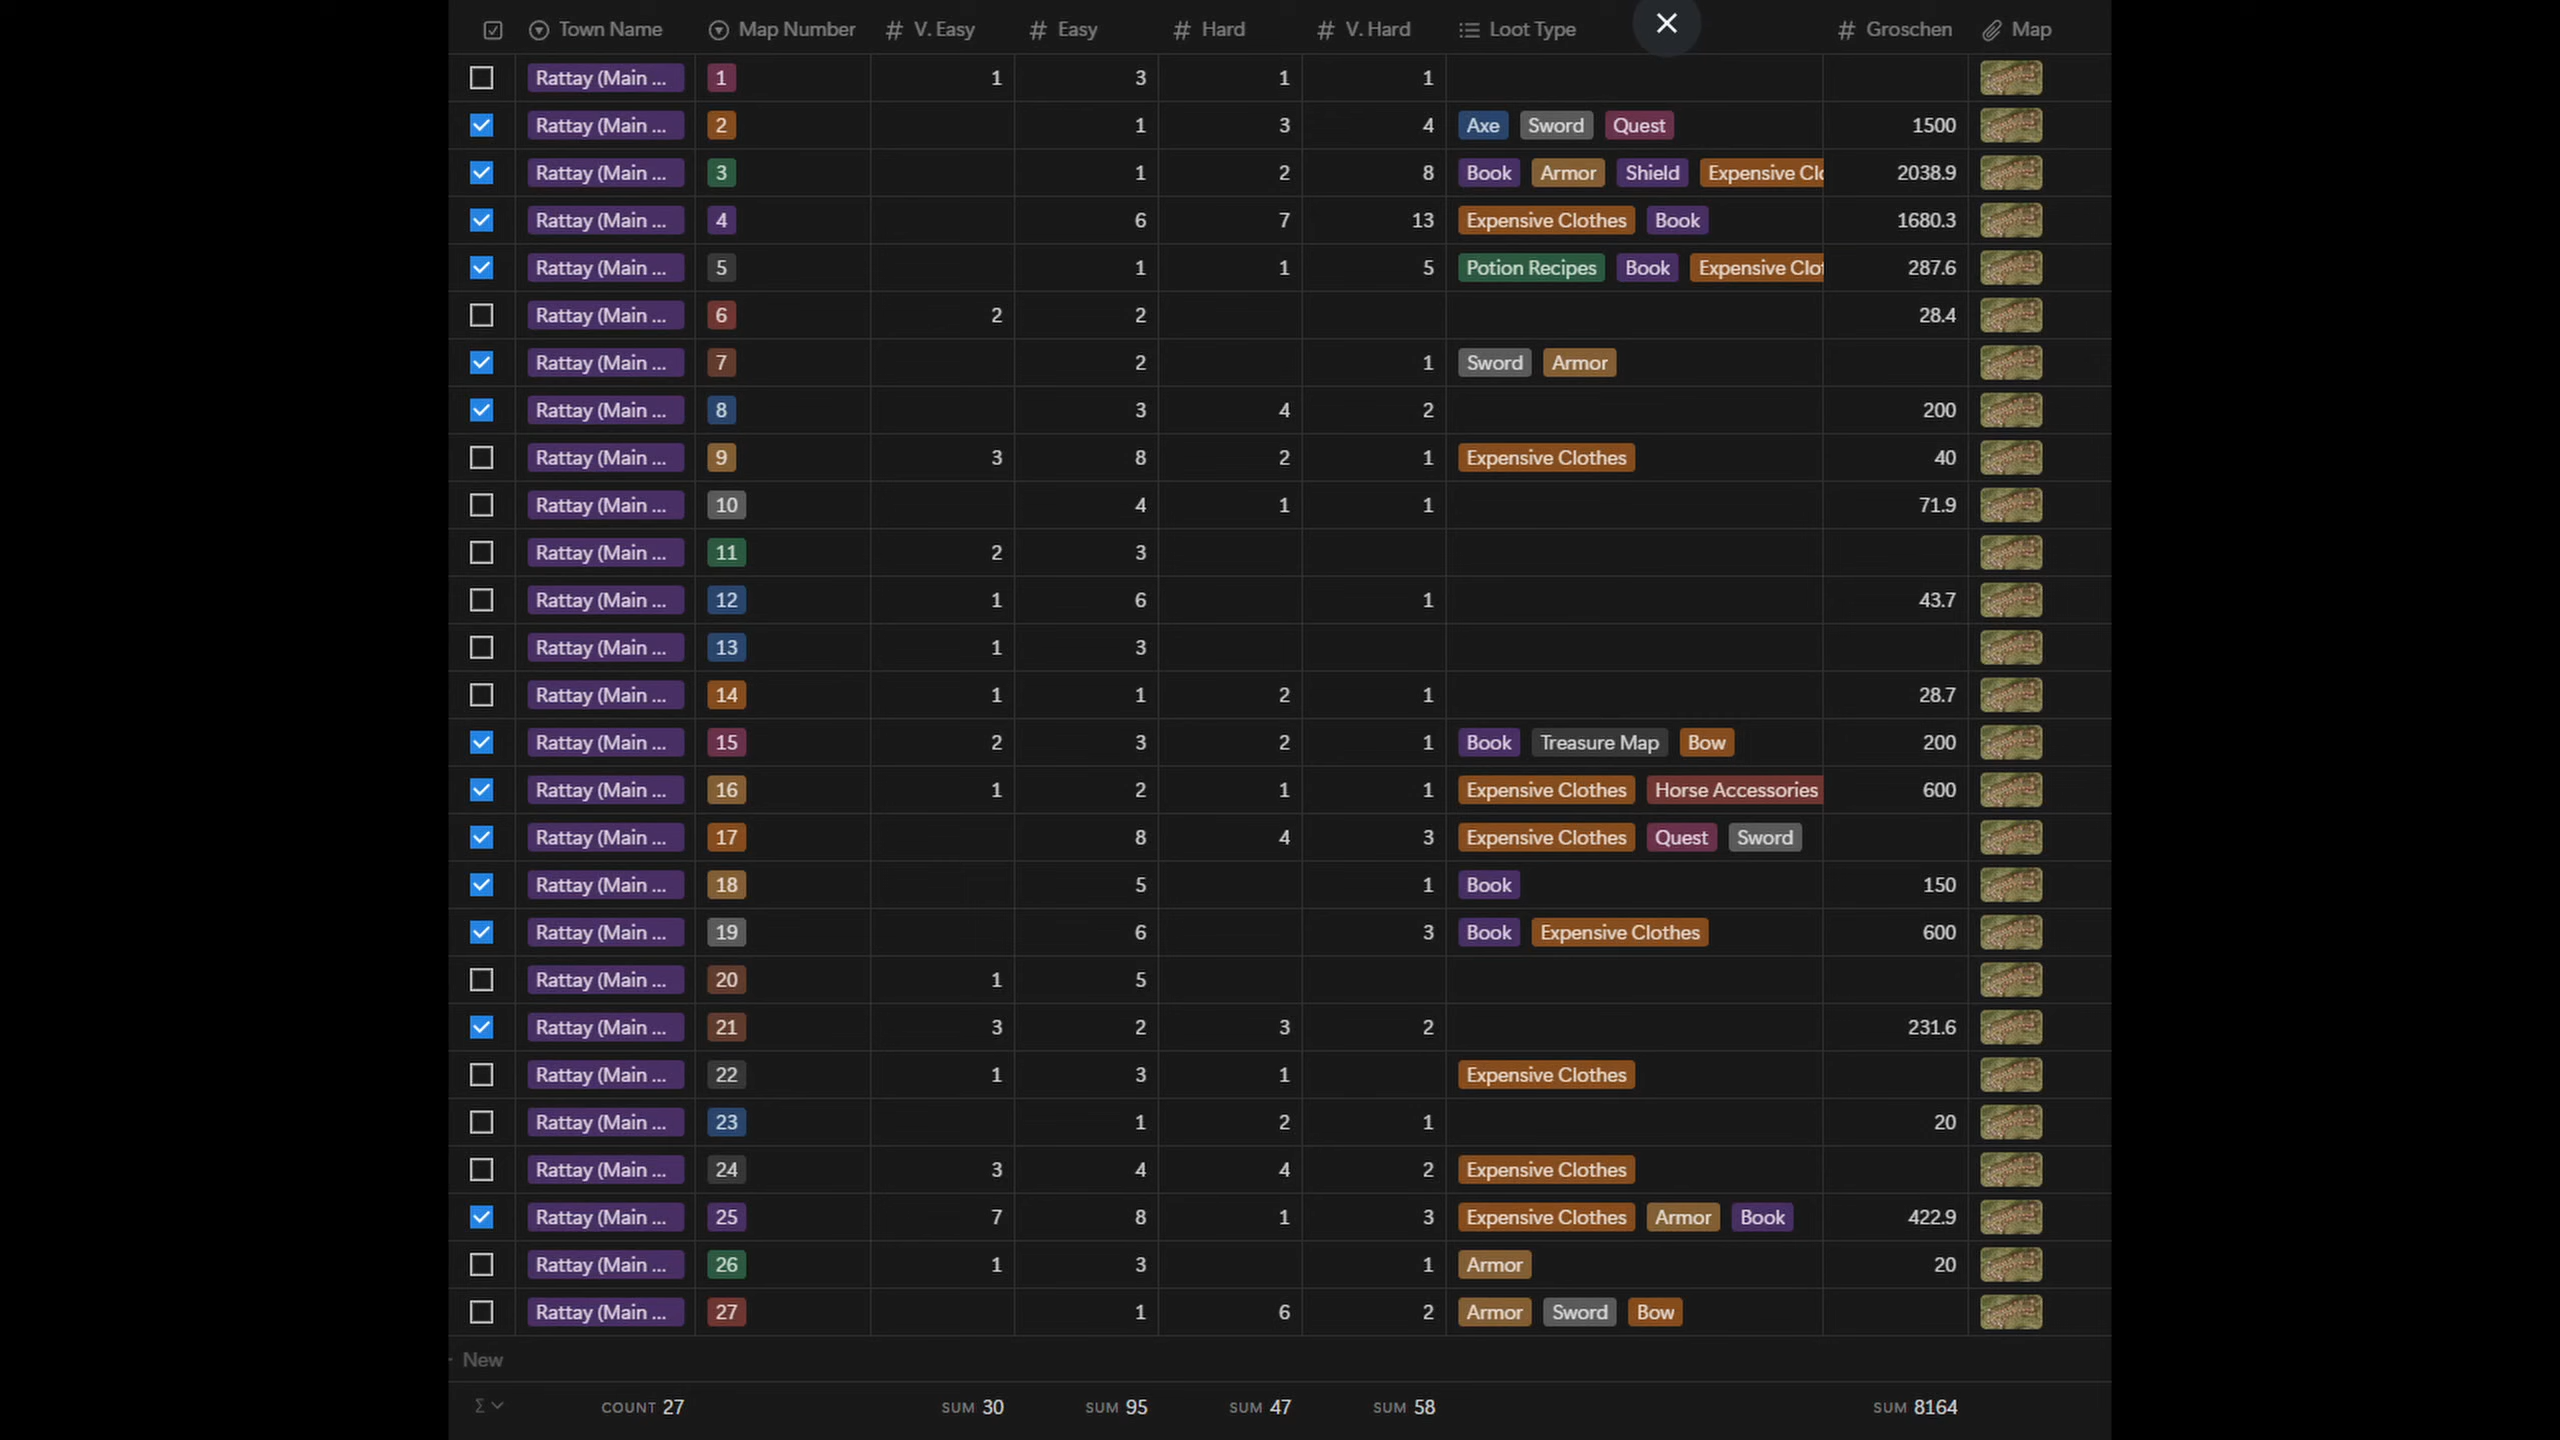 Town Name Map Number # V. Easy # Easy # Hard # V. Hard Loot Type # Groschen Map
Rattay (Main ... 1 1 3 1 1
Rattay (Main ... 2 1 3 4 Axe Sword Quest 1500
Rattay (Main ... 3 1 2 8 Book Armor Shield Expensive Clo 2038.9
Rattay (Main ... 4 6 7 13 Expensive Clothes Book 1680.3
Rattay (Main ... 5 1 1 5 Potion Recipes Book Expensive Clot 287.6
Rattay (Main ... 6 2 2 28.4
Rattay (Main ... 7 2 1 Sword Armor
Rattay (Main ... 8 3 4 2 200
Rattay (Main ... 9 3 8 2 1 Expensive Clothes 40
Rattay (Main ... 10 4 1 1 71.9
Rattay (Main ... 11 2 3
Rattay (Main ... 12 1 6 1 43.7
Rattay (Main ... 13 1 3
Rattay (Main ... 14 1 1 2 1 28.7
Rattay (Main ... 15 2 3 2 1 Book Treasure Map Bow 200
Rattay (Main ... 16 1 2 1 1 Expensive Clothes Horse Accessories 600
Rattay (Main ... 17 8 4 3 Expensive Clothes Quest Sword
Rattay (Main ... 18 5 1 Book 150
Rattay (Main ... 19 6 3 Book Expensive Clothes 600
Rattay (Main ... 20 1 5
Rattay (Main ... 21 3 2 3 2 231.6
Rattay (Main ... 22 1 3 1 Expensive Clothes
Rattay (Main ... 23 1 2 1 20
Rattay (Main ... 24 3 4 4 2 Expensive Clothes
Rattay (Main ... 25 7 8 1 3 Expensive Clothes Armor Book 422.9
Rattay (Main ... 26 1 3 1 Armor 20
Rattay (Main ... 27 1 6 2 Armor Sword Bow
New
Σ COUNT 27 SUM 30 SUM 95 SUM 47 SUM 58 SUM 8164